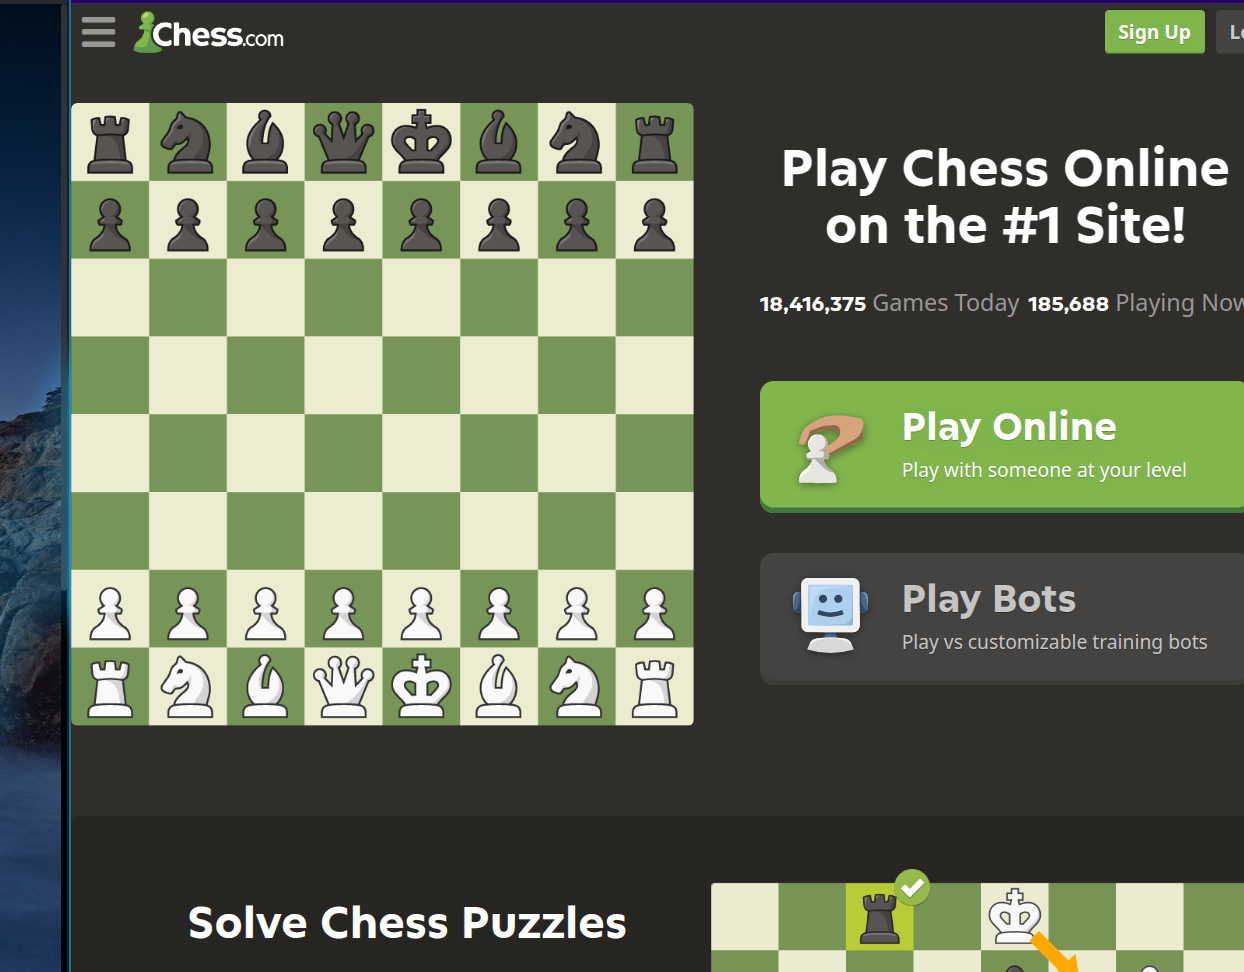 Chess.com
Sign Up
Play Chess Online
on the #1 Site!
18,416,375 Games Today 185,688 Playing Now
Play Online
Play with someone at your level
Play Bots
Play vs customizable training bots
Solve Chess Puzzles